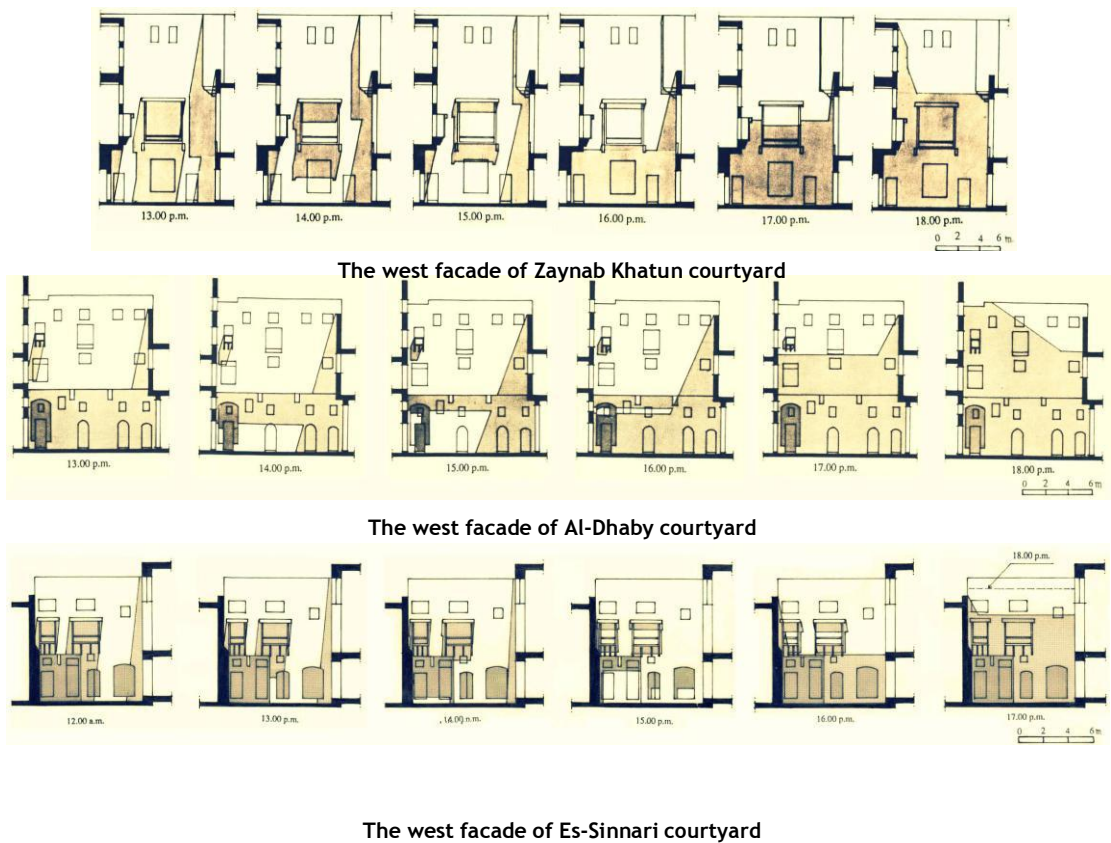 13.00 p.m. 14.00 p.m. 15.00 p.m. 16.00 p.m. 17.00 p.m. 18.00 p.m.
0 2 4 6 m.
The west facade of Zaynab Khatun courtyard
13.00 p.m. 14.00 p.m. 15.00 p.m. 16.00 p.m. 17.00 p.m. 18.00 p.m.
0 2 4 6 m
The west facade of Al-Dhaby courtyard
18.00 p.m.
12.00 a.m. 13.00 p.m. 14.00 p.m. 15.00 p.m. 16.00 p.m. 17.00 p.m.
0 2 4 6 m
The west facade of Es-Sinnari courtyard